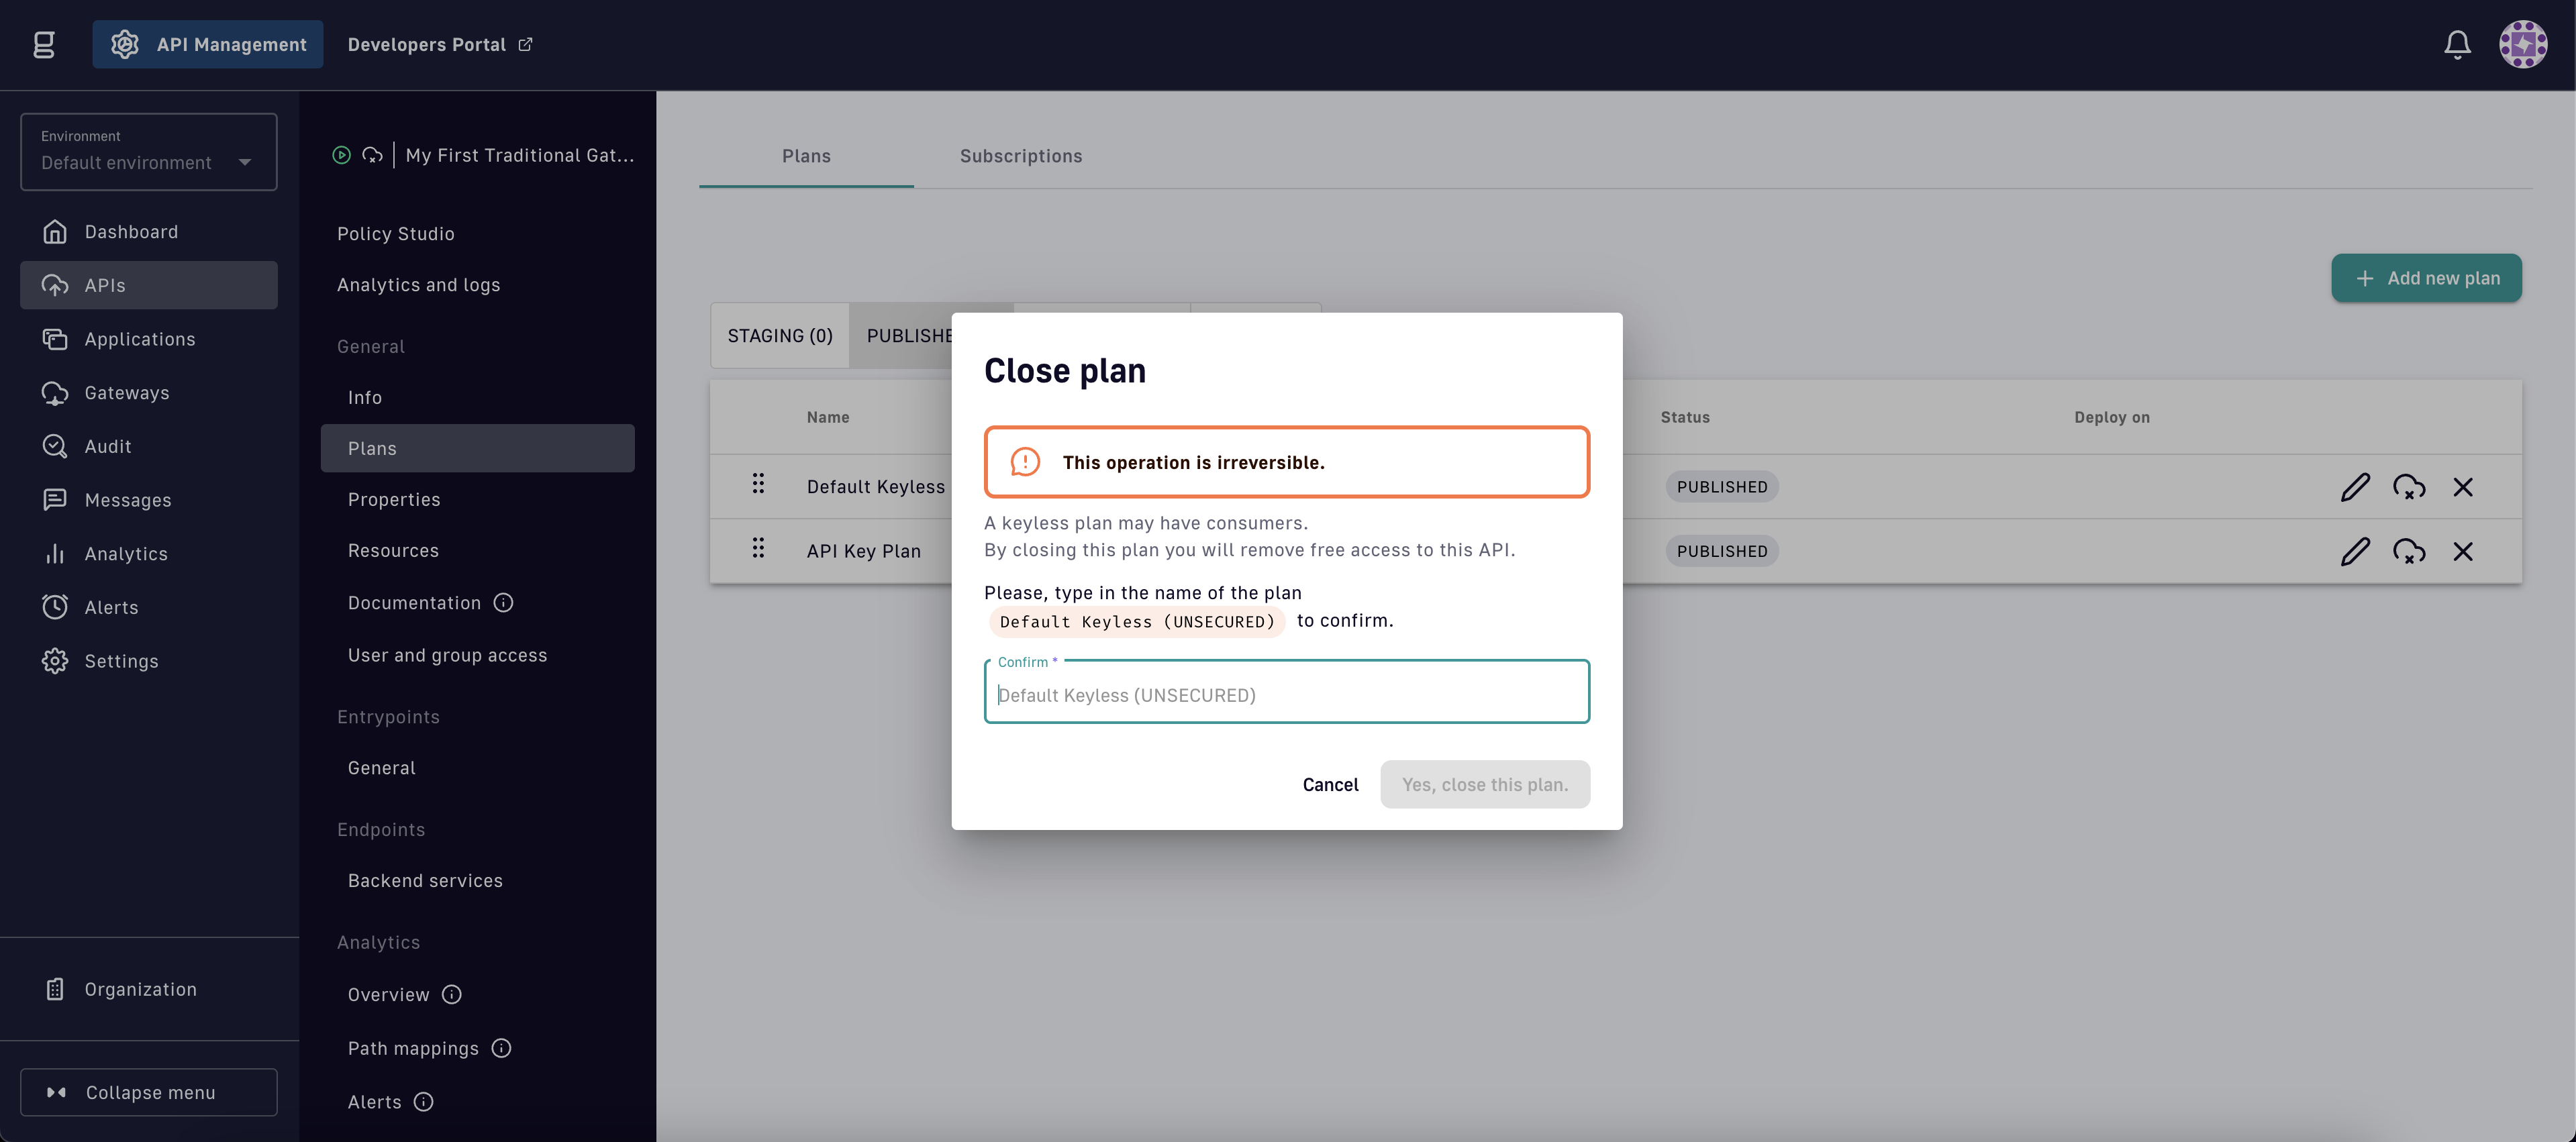 g
API Management
Developers Portal
Environment
Default environment
Dashboard
APIs
Applications
Gateways
Audit
Messages
Analytics
Alerts
Settings
Organization
Collapse menu
My First Traditional Gat...
Policy Studio
Analytics and logs
General
Info
Plans
Properties
Resources
Documentation
User and group access
Entrypoints
General
Endpoints
Backend services
Analytics
Overview
Path mappings
Alerts
Plans
Subscriptions
Add new plan
STAGING (0)
PUBLISHE
Name
Status
Deploy on
Default Keyless
PUBLISHED
API Key Plan
PUBLISHED
Close plan
This operation is irreversible.
A keyless plan may have consumers.
By closing this plan you will remove free access to this API.
Please, type in the name of the plan
Default Keyless (UNSECURED) to confirm.
Confirm *
Default Keyless (UNSECURED)
Cancel
Yes, close this plan.